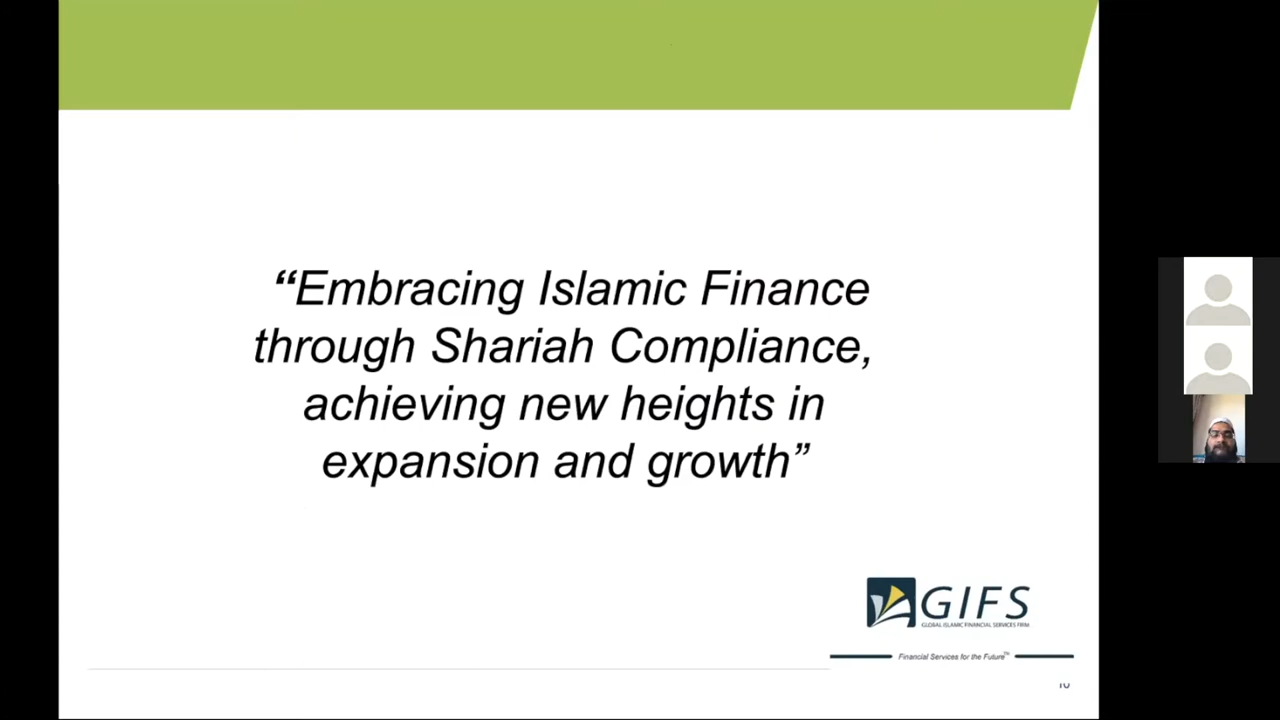 “Embracing Islamic Finance
through Shariah Compliance,
achieving new heights in
expansion and growth”
GIFS
GLOBAL ISLAMIC FINANCIAL SERVICES FIRM
Financial Services for the Future™